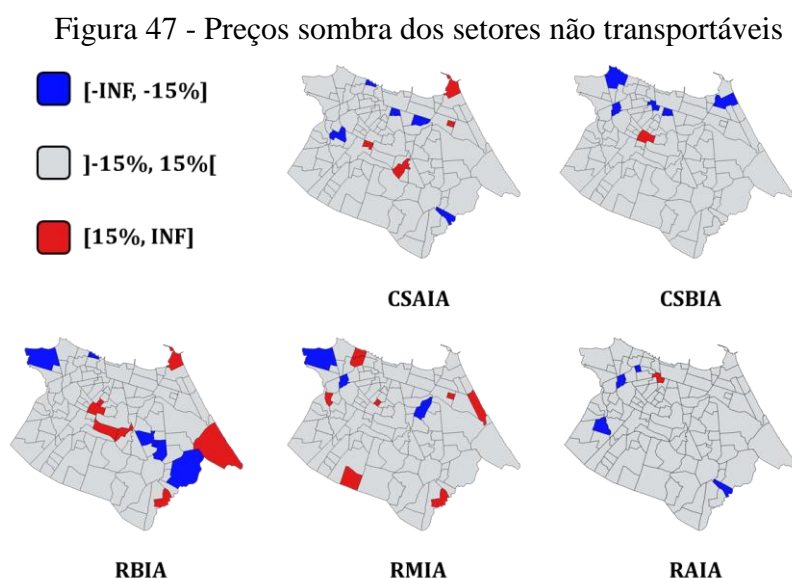 Figura 47 - Preços sombra dos setores não transportáveis
[-INF, -15%]
]-15%, 15%[
[15%, INF]
CSAIA
CSBIA
RBIA
RMIA
RAIA